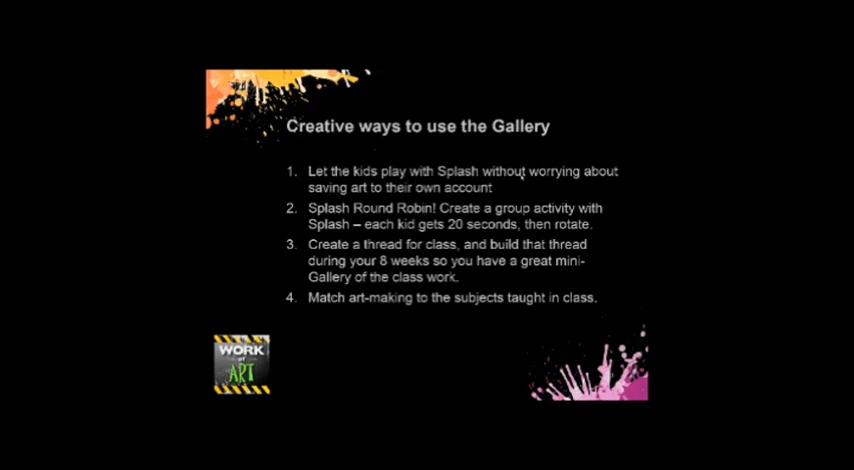 Creative ways to use the Gallery
1. Let the kids play with Splash without worrying about
saving art to their own account
2. Splash Round Robin! Create a group activity with
Splash – each kid gets 20 seconds, then rotate.
3. Create a thread for class, and build that thread
during your 8 weeks so you have a great mini-
Gallery of the class work.
4. Match art-making to the subjects taught in class.
WORK
of
ART